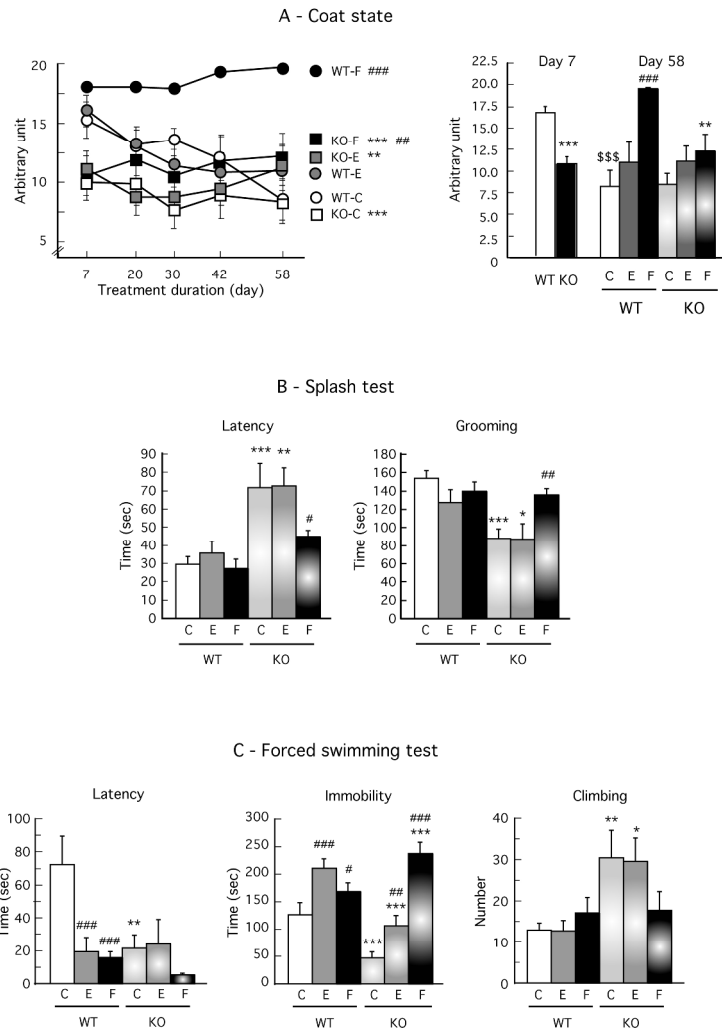 A - Coat state
Arbitrary unit
20
15
10
5
7 20 30 42 58
Treatment duration (day)
WT-F ###
KO-F *** ##
KO-E **
WT-E
WT-C
KO-C ***
Day 7 Day 58
Arbitrary unit
22.5
20.0
17.5
15.0
12.5
10.0
7.5
5.0
2.5
0.0
***
$$$
###
**
C E F C E F
WT KO
WT KO
B - Splash test
Latency
Time (sec)
90
80
70
60
50
40
30
20
10
0
*** **
#
C E F C E F
WT KO
Grooming
Time (sec)
180
160
140
120
100
80
60
40
20
0
##
*** *
C E F C E F
WT KO
C - Forced swimming test
Latency
Time (sec)
100
80
60
40
20
0
### ###
**
C E F C E F
WT KO
Immobility
Time (sec)
300
250
200
150
100
50
0
###
#
***
##
***
###
***
C E F C E F
WT KO
Climbing
Number
40
30
20
10
0
** *
C E F C E F
WT KO